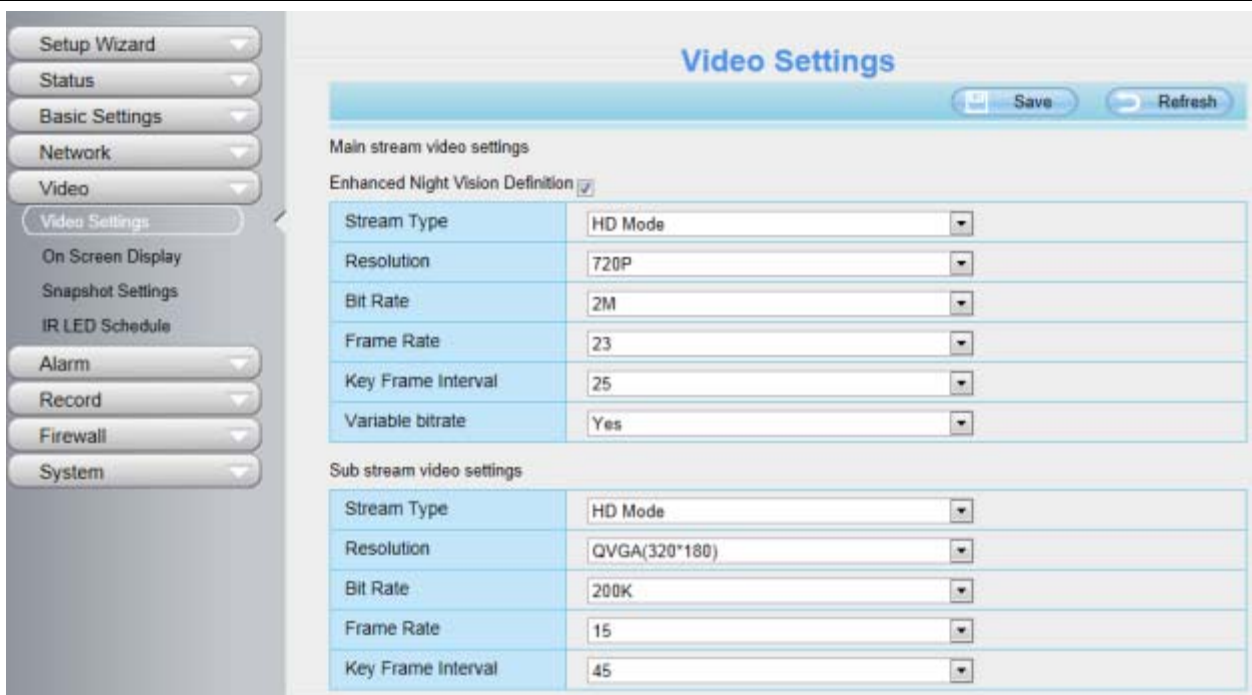 Setup Wizard
Status
Basic Settings
Network
Video
Video Settings
On Screen Display
Snapshot Settings
IR LED Schedule
Alarm
Record
Firewall
System
Video Settings
Save
Refresh
Main stream video settings
Enhanced Night Vision Definition
Stream Type HD Mode
Resolution 720P
Bit Rate 2M
Frame Rate 23
Key Frame Interval 25
Variable bitrate Yes
Sub stream video settings
Stream Type HD Mode
Resolution QVGA(320*180)
Bit Rate 200K
Frame Rate 15
Key Frame Interval 45